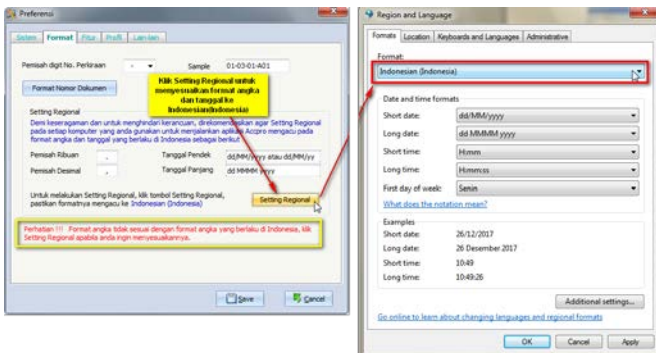 Preferensi
Sistem Format Fitur Profil Lain-lain
Pemisah digit No. Perkiraan - Sample 01-03-01-A01
Format Nomor Dokumen
Klik Setting Regional untuk
menyesuaikan format angka
dan tanggal ke
Indonesian(Indonesia)
Setting Regional
Demi keseragaman dan untuk menghindari kerancuan, direkomendasikan agar Setting Regional
pada setiap komputer yang anda gunakan untuk menjalankan aplikasi Accpro mengacu pada
format angka dan tanggal yang berlaku di Indonesia sebagai berikut
Pemisah Ribuan . Tanggal Pendek dd/MM/yyyy atau dd/MM/yy
Pemisah Desimal , Tanggal Panjang dd MMMM yyyy
Untuk melakukan Setting Regional, klik tombol Setting Regional,
pastikan formatnya mengacu ke Indonesian (Indonesia)
Setting Regional
Perhatian !!! Format angka tidak sesuai dengan format angka yang berlaku di Indonesia, klik
Setting Regional apabila anda ingin menyesuaikannya.
Save Cancel
Region and Language
Formats Location Keyboards and Languages Administrative
Format:
Indonesian (Indonesia)
Date and time formats
Short date: dd/MM/yyyy
Long date: dd MMMM yyyy
Short time: H:mm
Long time: H:mm:ss
First day of week: Senin
What does the notation mean?
Examples
Short date: 26/12/2017
Long date: 26 Desember 2017
Short time: 10:49
Long time: 10:49:26
Additional settings...
Go online to learn about changing languages and regional formats
OK Cancel Apply